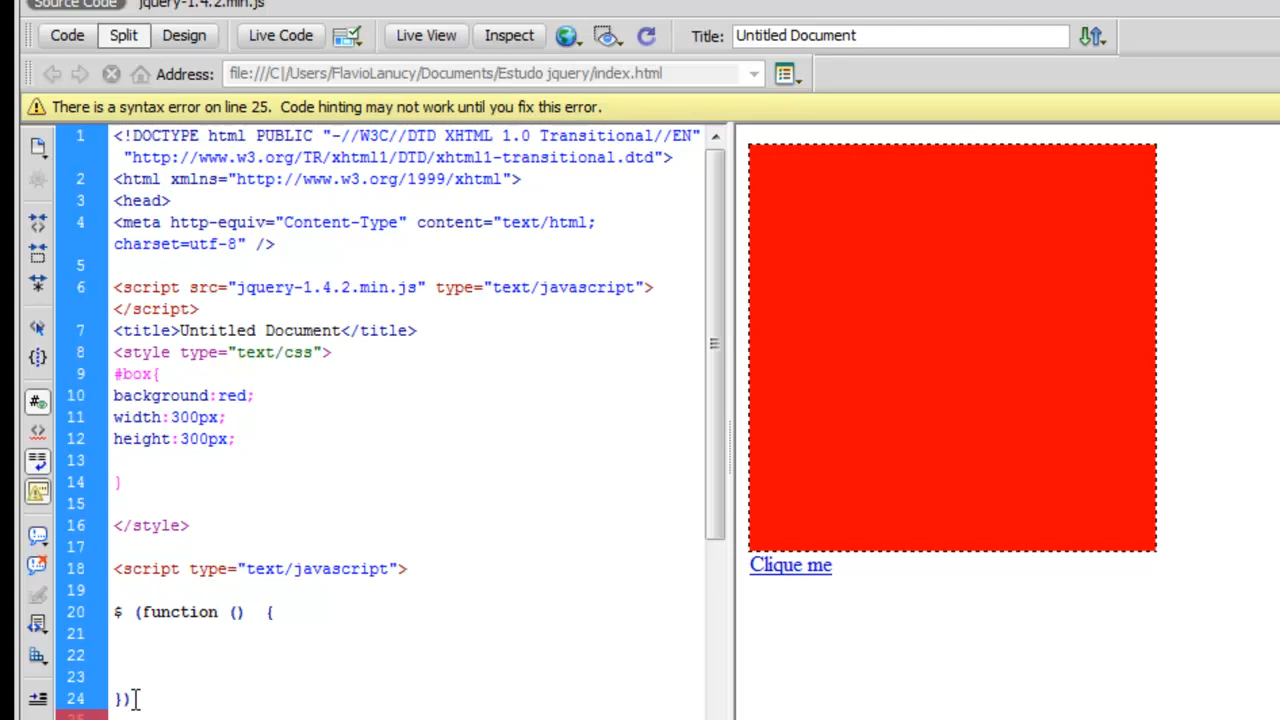 Source Code jquery-1.4.2.min.js
Code Split Design Live Code Live View Inspect Title: Untitled Document
Address: file:///C|/Users/FlavioLanucy/Documents/Estudo jquery/index.html
There is a syntax error on line 25. Code hinting may not work until you fix this error.
1 <!DOCTYPE html PUBLIC "-//W3C//DTD XHTML 1.0 Transitional//EN"
"http://www.w3.org/TR/xhtml1/DTD/xhtml1-transitional.dtd">
2 <html xmlns="http://www.w3.org/1999/xhtml">
3 <head>
4 <meta http-equiv="Content-Type" content="text/html;
charset=utf-8" />
5
6 <script src="jquery-1.4.2.min.js" type="text/javascript">
</script>
7 <title>Untitled Document</title>
8 <style type="text/css">
9 #box{
10 background:red;
11 width:300px;
12 height:300px;
13
14 }
15
16 </style>
17
18 <script type="text/javascript">
19
20 $ (function ()  {
21
22
23
24 })
25
Clique me